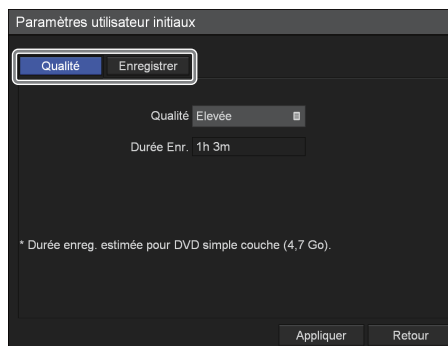 Paramètres utilisateur initiaux
Qualité Enregistrer
Qualité Elevée
Durée Enr. 1h 3m
* Durée enreg. estimée pour DVD simple couche (4,7 Go).
Appliquer Retour